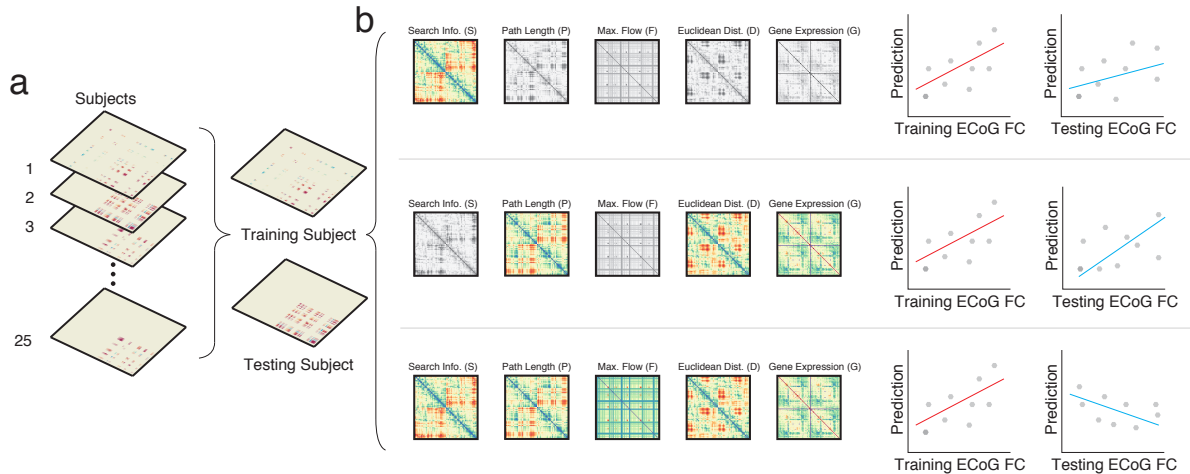 a
Subjects
1
2
3
25
Training Subject
Testing Subject
b
Search Info. (S) Path Length (P) Max. Flow (F) Euclidean Dist. (D) Gene Expression (G)
Prediction
Training ECoG FC
Prediction
Testing ECoG FC
Search Info. (S) Path Length (P) Max. Flow (F) Euclidean Dist. (D) Gene Expression (G)
Prediction
Training ECoG FC
Prediction
Testing ECoG FC
Search Info. (S) Path Length (P) Max. Flow (F) Euclidean Dist. (D) Gene Expression (G)
Prediction
Training ECoG FC
Prediction
Testing ECoG FC